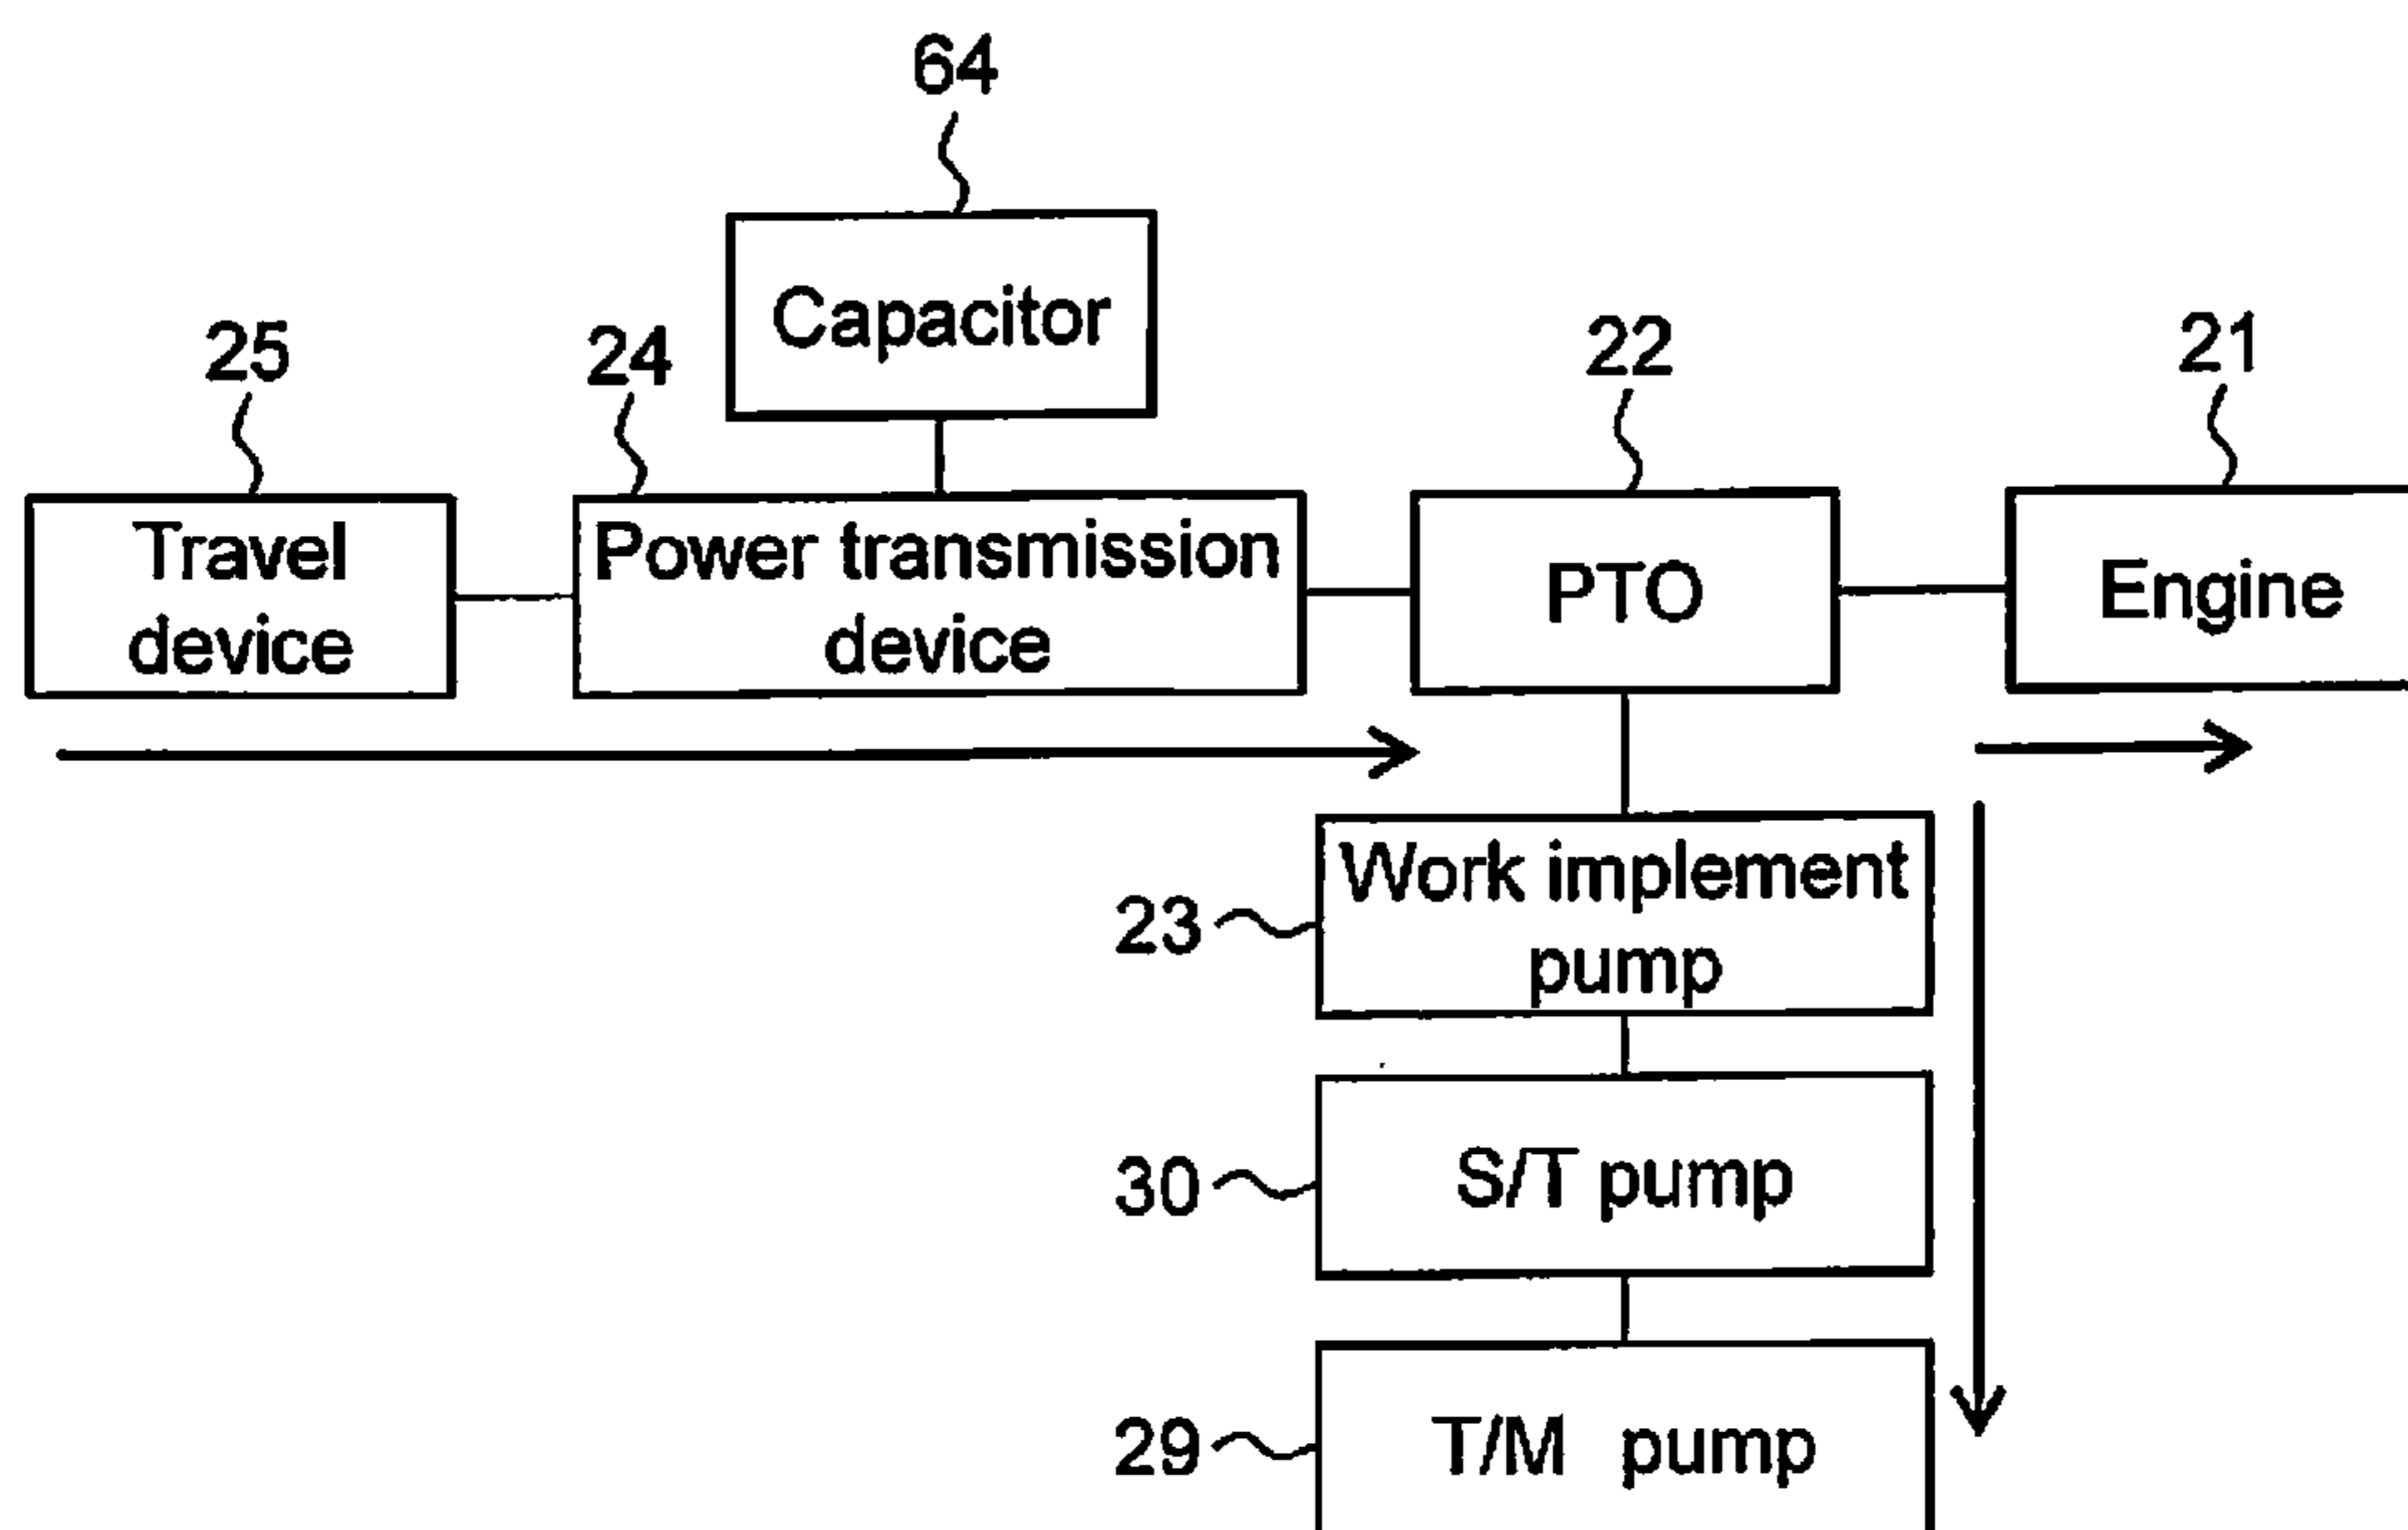 64
Capacitor
25
24
22
21
Travel
device
Power transmission
device
PTO
Engine
Work implement
pump
23
S/T pump
30
T/M pump
29